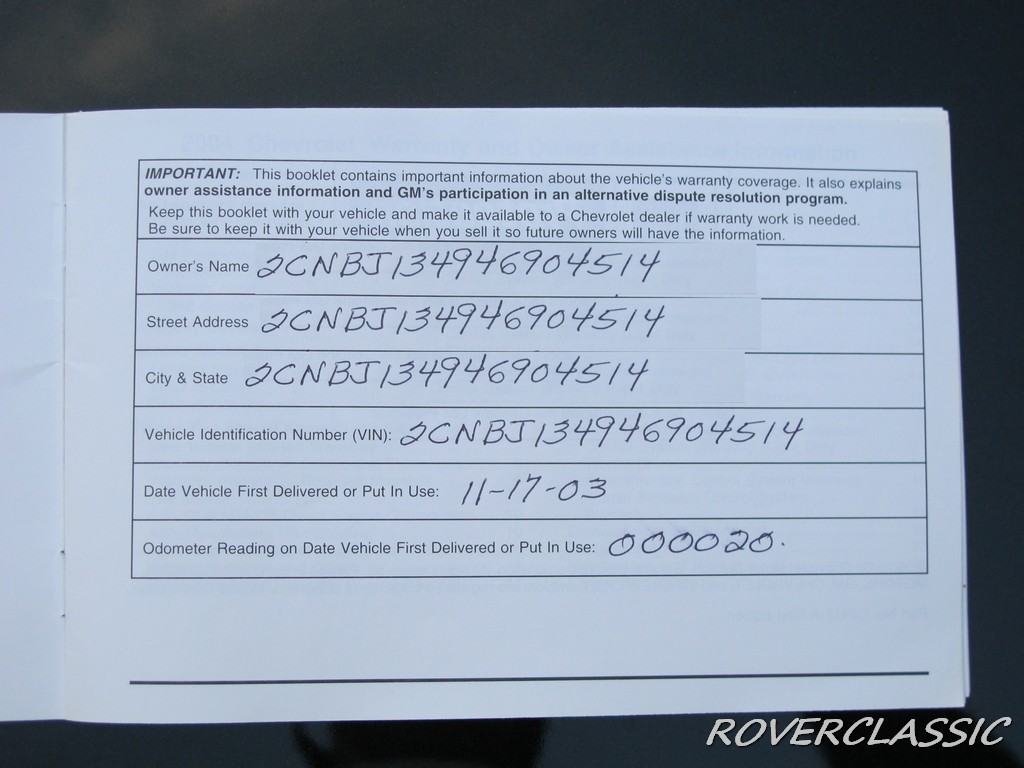 IMPORTANT: This booklet contains important information about the vehicle's warranty coverage. It also explains
owner assistance information and GM's participation in an alternative dispute resolution program.
Keep this booklet with your vehicle and make it available to a Chevrolet dealer if warranty work is needed.
Be sure to keep it with your vehicle when you sell it so future owners will have the information.
Owner's Name 2CNBJ134946904514
Street Address 2CNBJ134946904514
City & State 2CNBJ134946904514
Vehicle Identification Number (VIN): 2CNBJ134946904514
Date Vehicle First Delivered or Put In Use: 11-17-03
Odometer Reading on Date Vehicle First Delivered or Put In Use: 000020.
ROVERCLASSIC